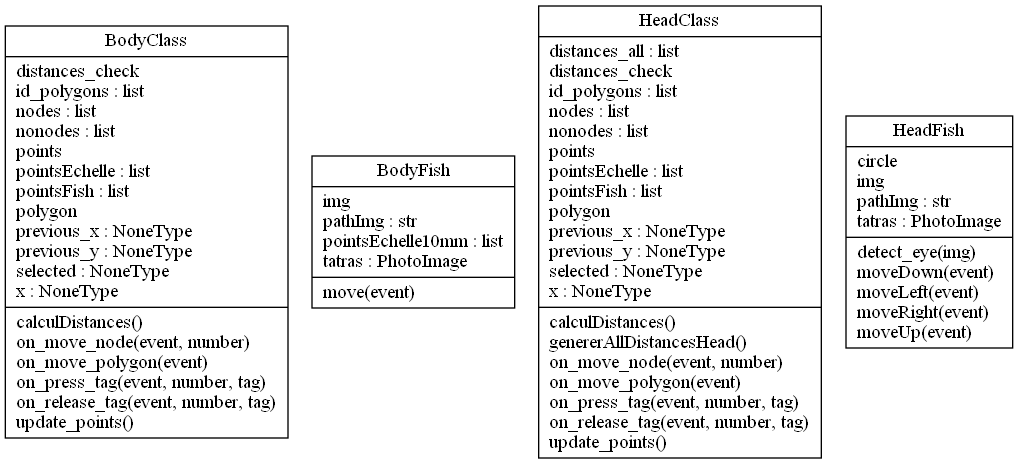 BodyClass
distances_check
id_polygons : list
nodes : list
nonodes : list
points
pointsEchelle : list
pointsFish : list
polygon
previous_x : NoneType
previous_y : NoneType
selected : NoneType
x : NoneType
calculDistances()
on_move_node(event, number)
on_move_polygon(event)
on_press_tag(event, number, tag)
on_release_tag(event, number, tag)
update_points()
BodyFish
img
pathImg : str
pointsEchelle10mm : list
tatras : PhotoImage
move(event)
HeadClass
distances_all : list
distances_check
id_polygons : list
nodes : list
nonodes : list
points
pointsEchelle : list
pointsFish : list
polygon
previous_x : NoneType
previous_y : NoneType
selected : NoneType
x : NoneType
calculDistances()
genererAllDistancesHead()
on_move_node(event, number)
on_move_polygon(event)
on_press_tag(event, number, tag)
on_release_tag(event, number, tag)
update_points()
HeadFish
circle
img
pathImg : str
tatras : PhotoImage
detect_eye(img)
moveDown(event)
moveLeft(event)
moveRight(event)
moveUp(event)